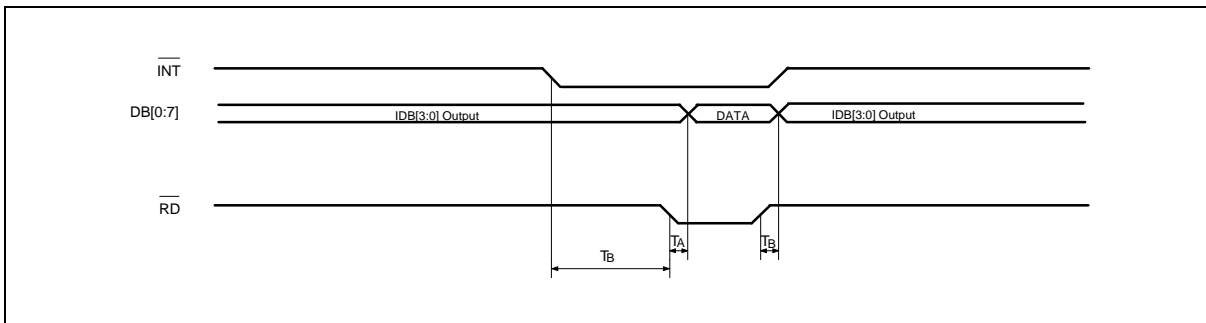 INT
DB[0:7]
IDB[3:0] Output
DATA
IDB[3:0] Output
RD
TA
TB
TB